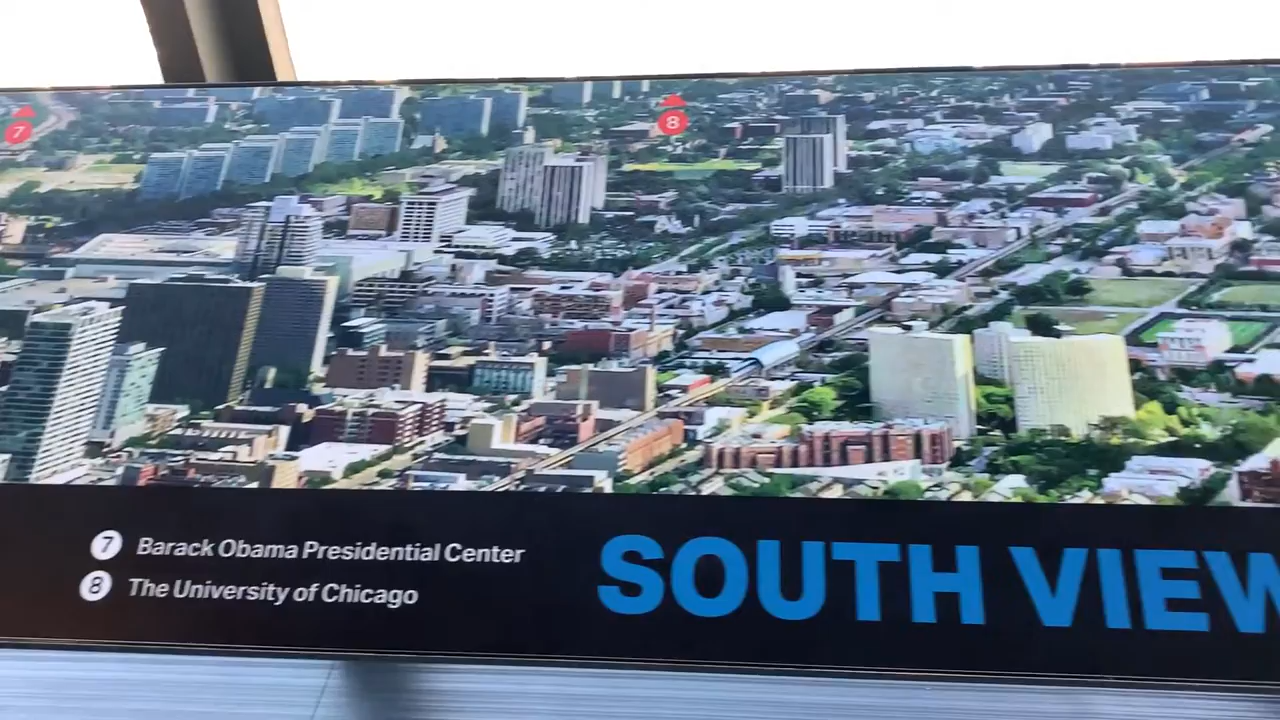 7
8
7 Barack Obama Presidential Center
8 The University of Chicago
SOUTH VIEW